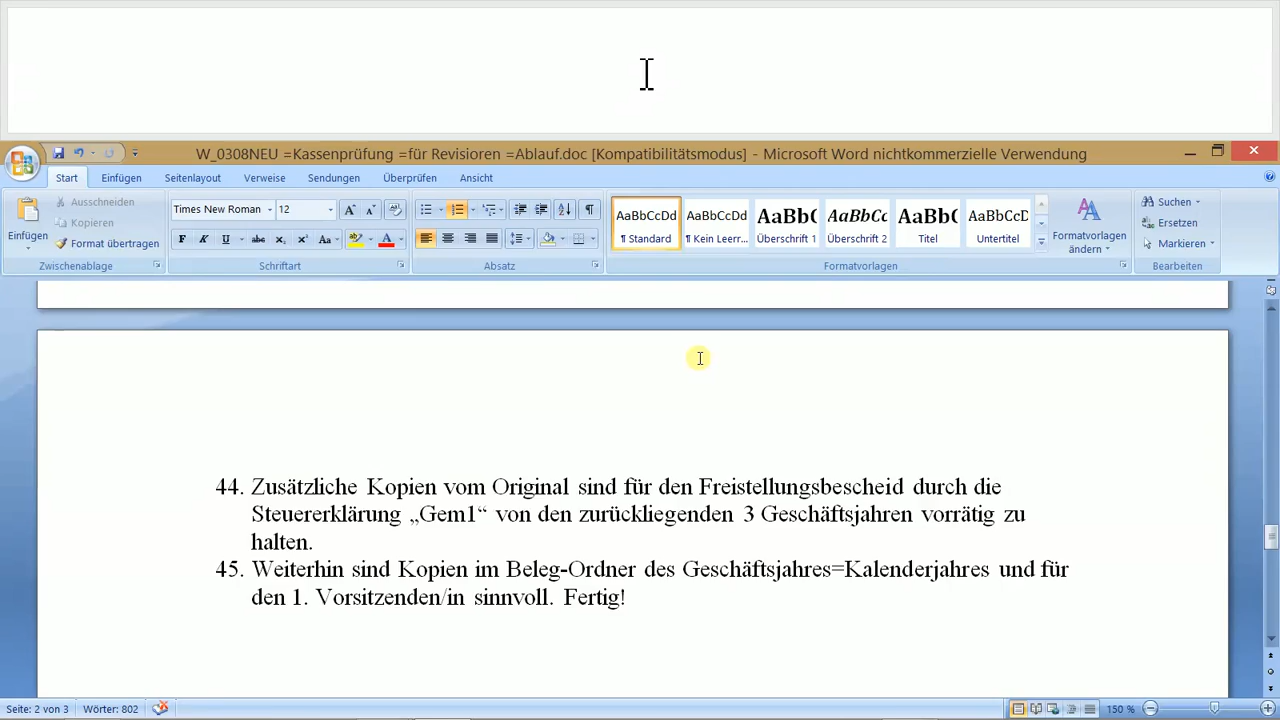 W_0308NEU =Kassenprüfung =für Revisioren =Ablauf.doc [Kompatibilitätsmodus] - Microsoft Word nichtkommerzielle Verwendung
Start Einfügen Seitenlayout Verweise Sendungen Überprüfen Ansicht
Einfügen
Ausschneiden
Kopieren
Format übertragen
Zwischenablage
Times New Roman 12
F K U abc x₂ x² Aa A
Schriftart
Absatz
AaBbCcDd AaBbCcDd AaBbC AaBbCc AaBbC AaBbCcD
¶ Standard ¶ Kein Leerr... Überschrift 1 Überschrift 2 Titel Untertitel
Formatvorlagen
ändern
Formatvorlagen
Suchen
Ersetzen
Markieren
Bearbeiten
44. Zusätzliche Kopien vom Original sind für den Freistellungsbescheid durch die
Steuererklärung „Gem1“ von den zurückliegenden 3 Geschäftsjahren vorrätig zu
halten.
45. Weiterhin sind Kopien im Beleg-Ordner des Geschäftsjahres=Kalenderjahres und für
den 1. Vorsitzenden/in sinnvoll. Fertig!
Seite: 2 von 3 Wörter: 802 150 %